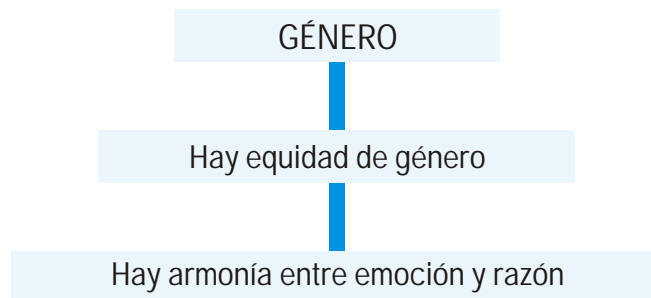 GÉNERO
Hay equidad de género
Hay armonía entre emoción y razón